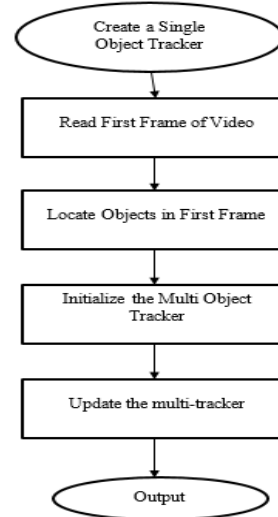 Create a Single
Object Tracker
Read First Frame of Video
Locate Objects in First Frame
Initialize the Multi Object
Tracker
Update the multi-tracker
Output